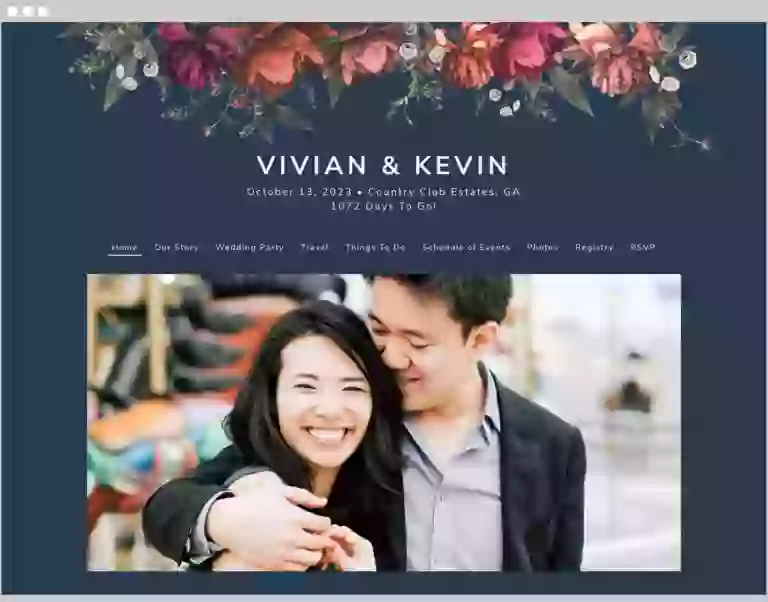 VIVIAN & KEVIN
October 13, 2023 • Country Club Estates, GA
1072 Days To Go!
Home Our Story Wedding Party Travel Things To Do Schedule of Events Photos Registry RSVP